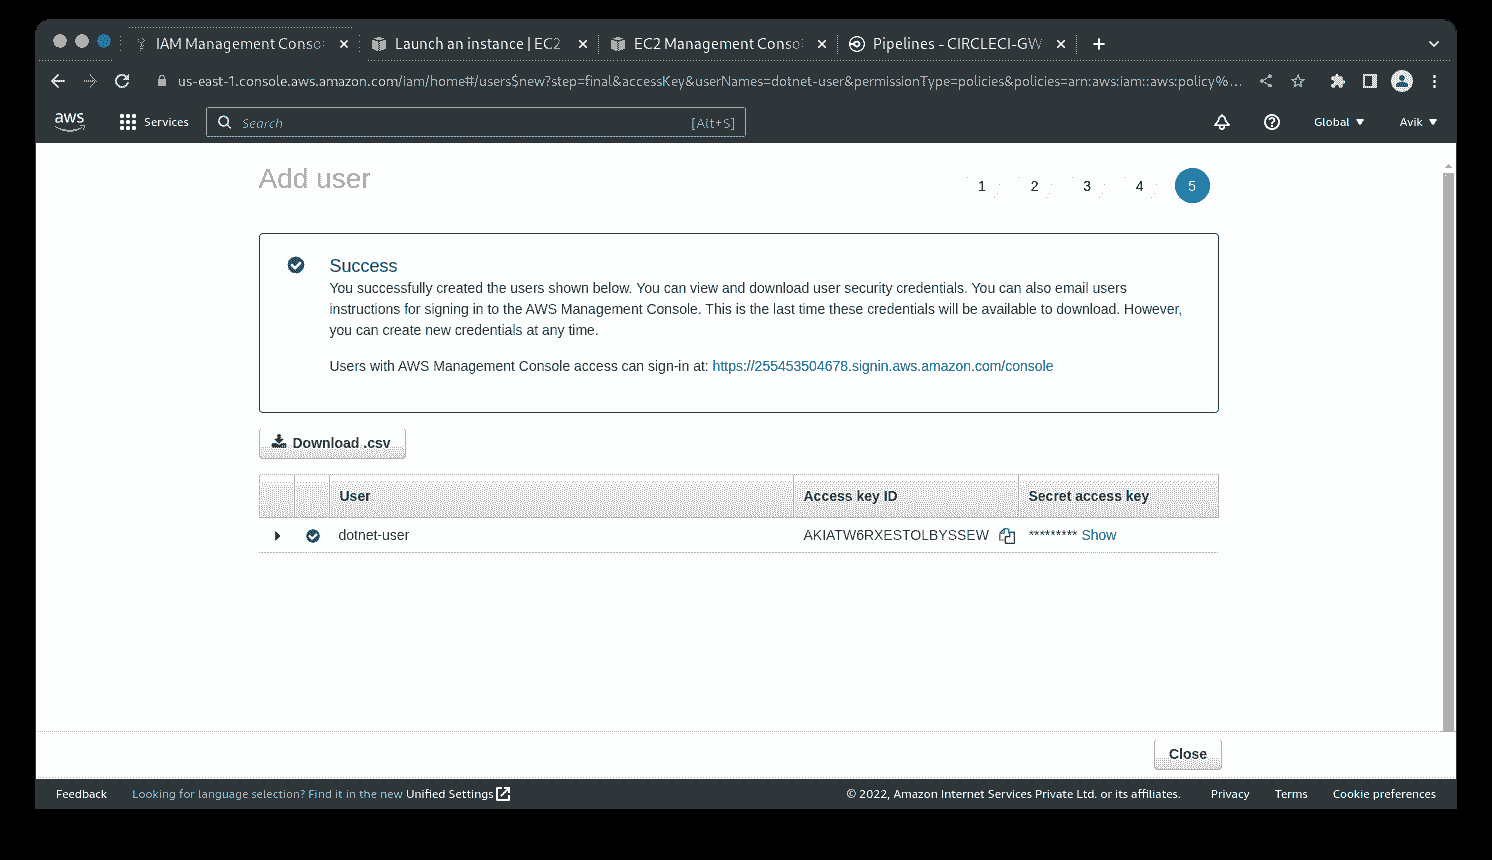 IAM Management Conso
Launch an instance | EC2
EC2 Management Conso
Pipelines - CIRCLECI-GW
us-east-1.console.aws.amazon.com/iam/home#/users$new?step=final&accessKey&userNames=dotnet-user&permissionType=policies&policies=arn:aws:iam::aws:policy%...
aws Services Search [Alt+S] Global Avik
Add user 1 2 3 4 5
Success
You successfully created the users shown below. You can view and download user security credentials. You can also email users
instructions for signing in to the AWS Management Console. This is the last time these credentials will be available to download. However,
you can create new credentials at any time.
Users with AWS Management Console access can sign-in at: https://255453504678.signin.aws.amazon.com/console
Download .csv
User Access key ID Secret access key
dotnet-user AKIATW6RXESTOLBYSSEW ********* Show
Close
Feedback Looking for language selection? Find it in the new Unified Settings © 2022, Amazon Internet Services Private Ltd. or its affiliates. Privacy Terms Cookie preferences